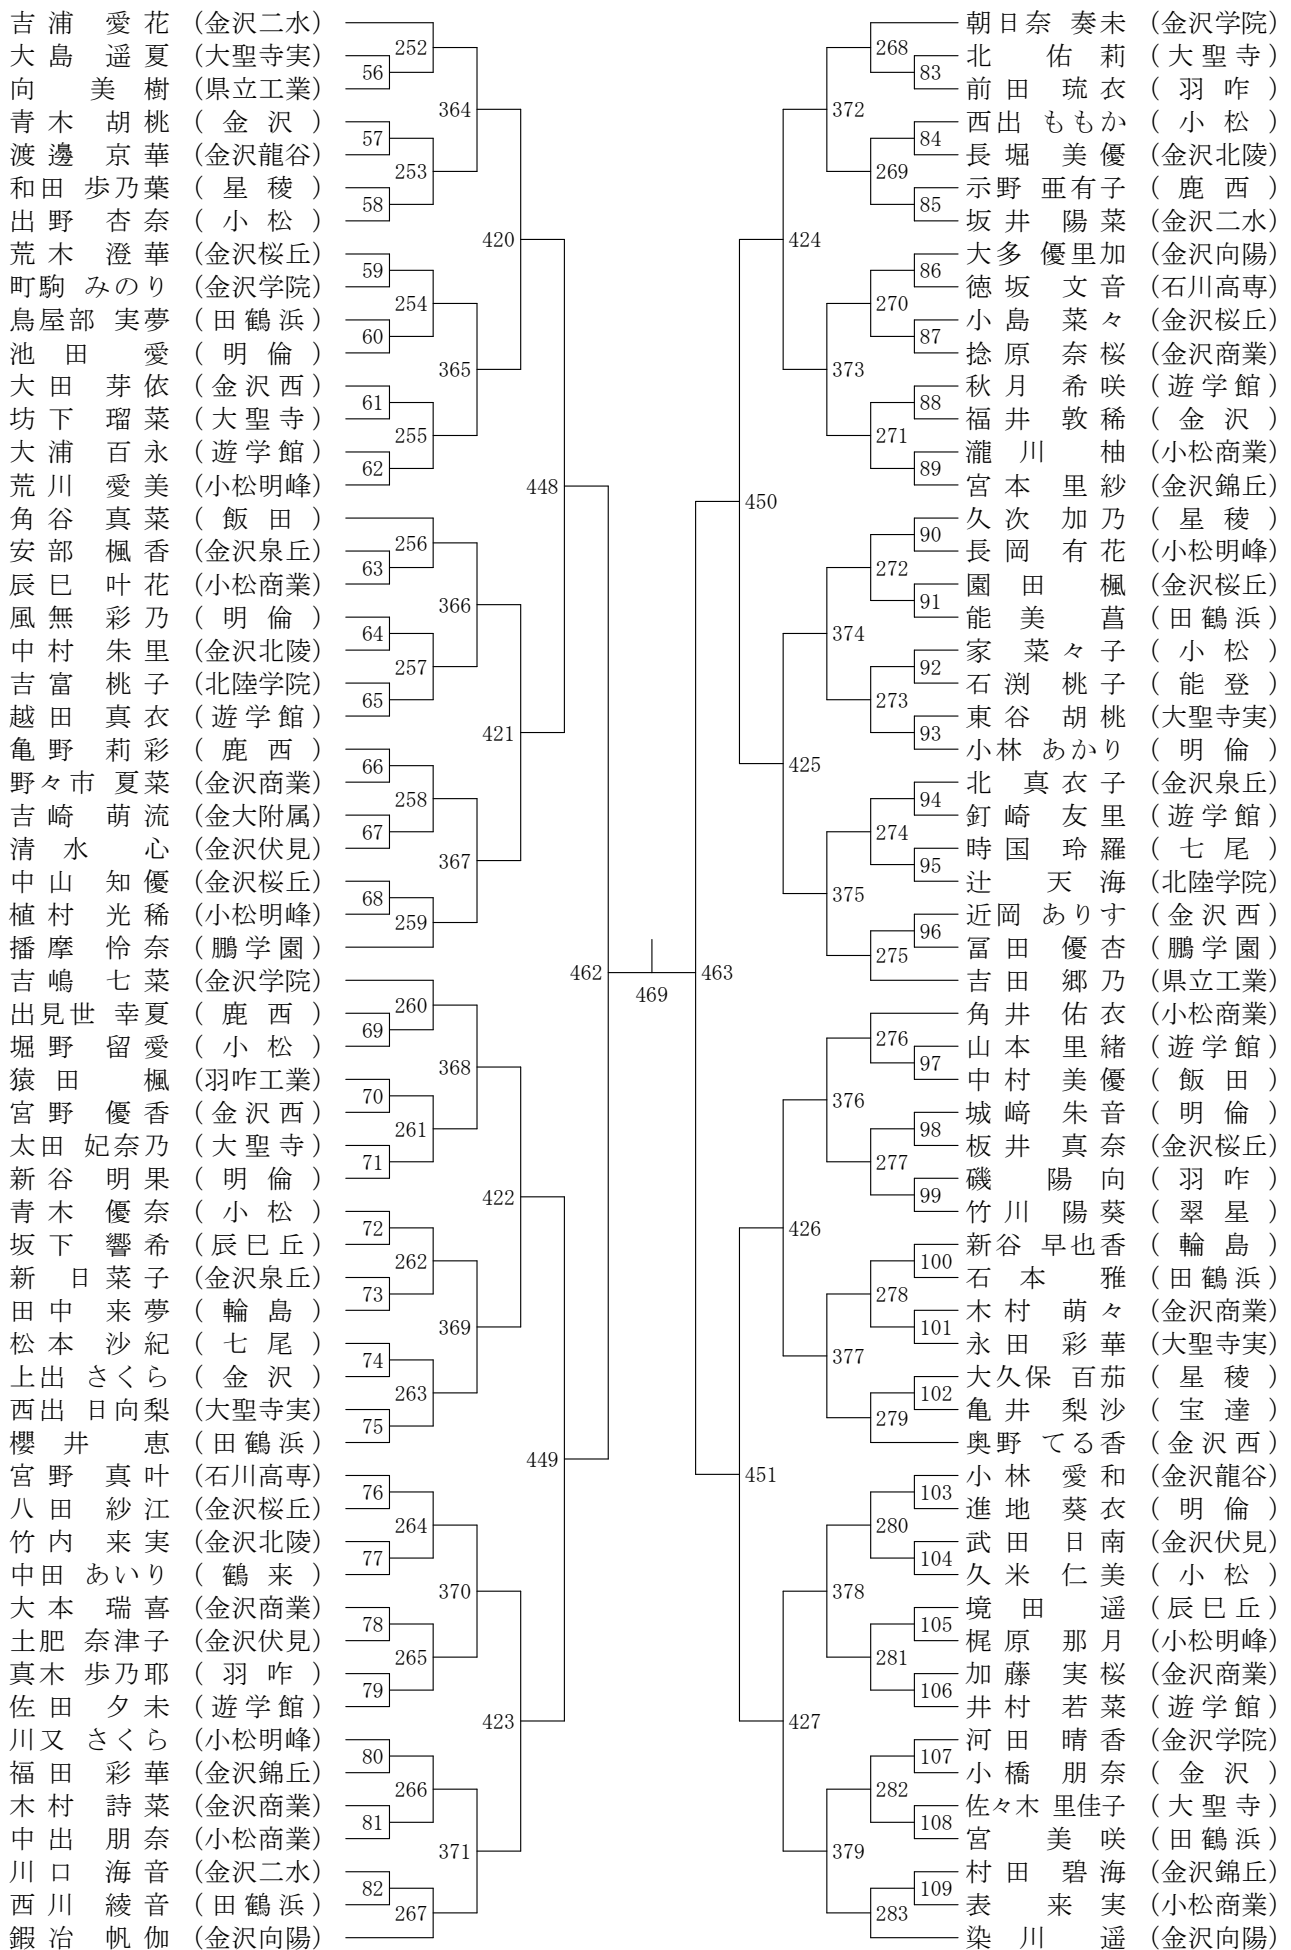 吉浦 愛花 (金沢二水)
大島 遥夏 (大聖寺実)
向 美樹 (県立工業)
青木 胡桃 (金沢)
渡邊 京華 (金沢龍谷)
和田 歩乃葉 (星稜)
出野 杏奈 (小松)
荒木 澄華 (金沢桜丘)
町駒 みのり (金沢学院)
鳥屋部 実夢 (田鶴浜)
池田 愛 (明倫)
大田 芽依 (金沢西)
坊下 瑠菜 (大聖寺)
大浦 百永 (遊学館)
荒川 愛美 (小松明峰)
角谷 真菜 (飯田)
安部 楓香 (金沢泉丘)
辰巳 叶花 (小松商業)
風無 彩乃 (明倫)
中村 朱里 (金沢北陵)
吉富 桃子 (北陸学院)
越田 真衣 (遊学館)
亀野 莉彩 (鹿西)
野々市 夏菜 (金沢商業)
吉崎 萌流 (金大附属)
清水 心 (金沢伏見)
中山 知優 (金沢桜丘)
植村 光稀 (小松明峰)
播摩 怜奈 (鵬学園)
吉嶋 七菜 (金沢学院)
出見世 幸夏 (鹿西)
堀野 留愛 (小松)
猿田 楓 (羽咋工業)
宮野 優香 (金沢西)
太田 妃奈乃 (大聖寺)
新谷 明果 (明倫)
青木 優奈 (小松)
坂下 響希 (辰巳丘)
新 日菜子 (金沢泉丘)
田中 来夢 (輪島)
松本 沙紀 (七尾)
上出 さくら (金沢)
西出 日向梨 (大聖寺実)
櫻井 恵 (田鶴浜)
宮野 真叶 (石川高専)
八田 紗江 (金沢桜丘)
竹内 来実 (金沢北陵)
中田 あいり (鶴来)
大本 瑞喜 (金沢商業)
土肥 奈津子 (金沢伏見)
真木 歩乃耶 (羽咋)
佐田 夕未 (遊学館)
川又 さくら (小松明峰)
福田 彩華 (金沢錦丘)
木村 詩菜 (金沢商業)
中出 朋奈 (小松商業)
川口 海音 (金沢二水)
西川 綾音 (田鶴浜)
鍜冶 帆伽 (金沢向陽)
252
56
364
57
253
58
420
59
254
60
365
61
255
62
448
256
63
366
64
257
65
421
66
258
67
367
68
259
462
260
69
368
70
261
71
422
72
262
73
369
74
263
75
449
76
264
77
370
78
265
79
423
80
266
81
371
82
267
469
463
268
83
372
84
269
85
424
86
270
87
373
88
271
89
450
90
272
91
374
92
273
93
425
94
274
95
375
96
275
276
97
376
98
277
99
426
100
278
101
377
102
279
451
103
280
104
378
105
281
106
427
107
282
108
379
109
283
朝日奈 奏未 (金沢学院)
北 佑莉 (大聖寺)
前田 琉衣 (羽咋)
西出 ももか (小松)
長堀 美優 (金沢北陵)
示野 亜有子 (鹿西)
坂井 陽菜 (金沢二水)
大多 優里加 (金沢向陽)
徳坂 文音 (石川高専)
小島 菜々 (金沢桜丘)
捻原 奈桜 (金沢商業)
秋月 希咲 (遊学館)
福井 敦稀 (金沢)
瀧川 柚 (小松商業)
宮本 里紗 (金沢錦丘)
久次 加乃 (星稜)
長岡 有花 (小松明峰)
園田 楓 (金沢桜丘)
能美 菖 (田鶴浜)
家 菜々子 (小松)
石渕 桃子 (能登)
東谷 胡桃 (大聖寺実)
小林 あかり (明倫)
北 真衣子 (金沢泉丘)
釘崎 友里 (遊学館)
時国 玲羅 (七尾)
辻 天海 (北陸学院)
近岡 ありす (金沢西)
冨田 優杏 (鵬学園)
吉田 郷乃 (県立工業)
角井 佑衣 (小松商業)
山本 里緒 (遊学館)
中村 美優 (飯田)
城﨑 朱音 (明倫)
板井 真奈 (金沢桜丘)
磯 陽向 (羽咋)
竹川 陽葵 (翠星)
新谷 早也香 (輪島)
石本 雅 (田鶴浜)
木村 萌々 (金沢商業)
永田 彩華 (大聖寺実)
大久保 百茄 (星稜)
亀井 梨沙 (宝達)
奥野 てる香 (金沢西)
小林 愛和 (金沢龍谷)
進地 葵衣 (明倫)
武田 日南 (金沢伏見)
久米 仁美 (小松)
境田 遥 (辰巳丘)
梶原 那月 (小松明峰)
加藤 実桜 (金沢商業)
井村 若菜 (遊学館)
河田 晴香 (金沢学院)
小橋 朋奈 (金沢)
佐々木 里佳子 (大聖寺)
宮 美咲 (田鶴浜)
村田 碧海 (金沢錦丘)
表 来実 (小松商業)
染川 遥 (金沢向陽)